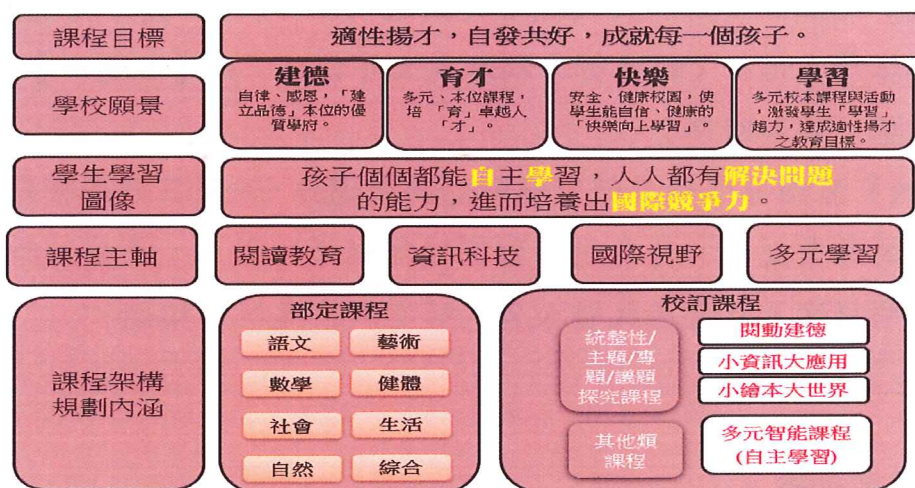 課程目標
適性揚才，自發共好，成就每一個孩子。
學校願景
建德
自律、感恩，「建
立品德」本位的優
質學府。
育才
多元、本位課程，
培「育」卓越人
「才」。
快樂
安全、健康校園，使
學生能自信、健康的
「快樂向上學習」。
學習
多元校本課程與活動
，激發學生「學習」
趨力，達成適性揚才
之教育目標。
學生學習
圖像
孩子個個都能自主學習，人人都有解決問題
的能力，進而培養出國際競爭力。
課程主軸
閱讀教育
資訊科技
國際視野
多元學習
課程架構
規劃內涵
部定課程
語文
藝術
數學
健體
社會
生活
自然
綜合
校訂課程
統整性/
主題/專
題/議題
探究課程
閱動建德
小資訊大應用
小繪本大世界
其他類
課程
多元智能課程
(自主學習)